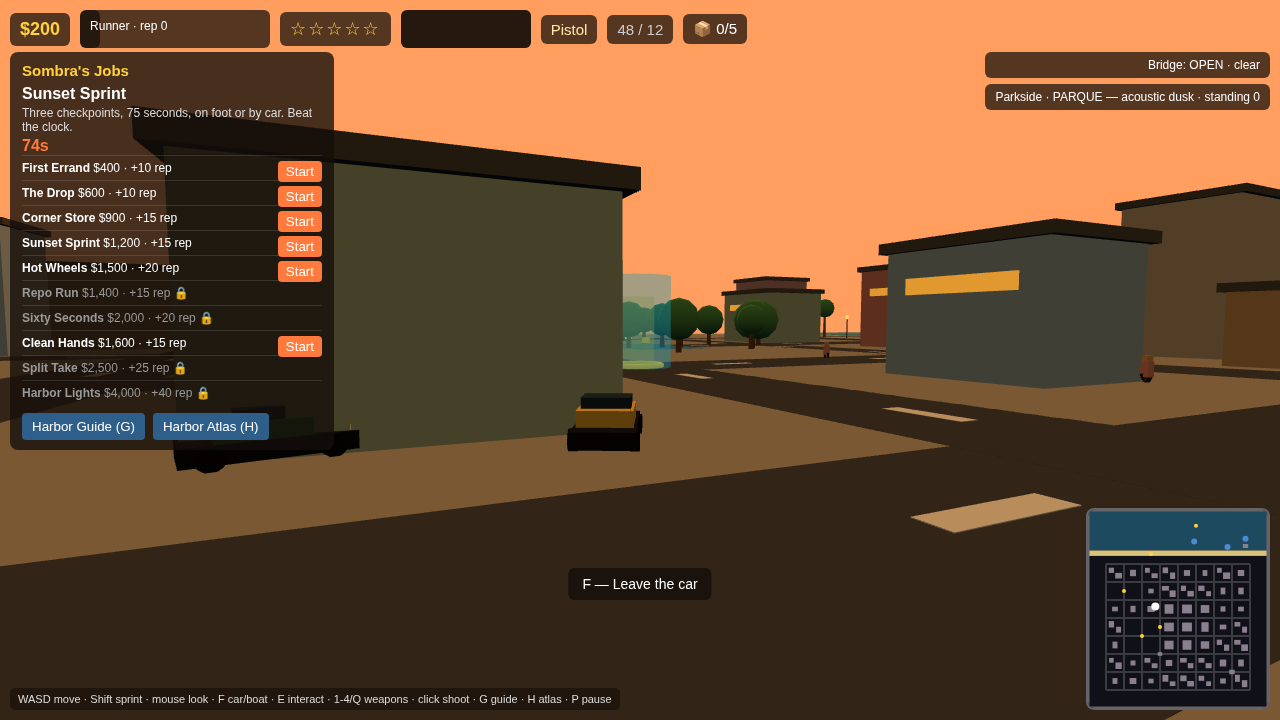 $200
Runner · rep 0
☆☆☆☆☆
Pistol
48 / 12
📦 0/5
Sombra's Jobs
Sunset Sprint
Three checkpoints, 75 seconds, on foot or by car. Beat
the clock.
74s
First Errand $400 · +10 rep Start
The Drop $600 · +10 rep Start
Corner Store $900 · +15 rep Start
Sunset Sprint $1,200 · +15 rep Start
Hot Wheels $1,500 · +20 rep Start
Repo Run $1,400 · +15 rep 🔒
Sixty Seconds $2,000 · +20 rep 🔒
Clean Hands $1,600 · +15 rep Start
Split Take $2,500 · +25 rep 🔒
Harbor Lights $4,000 · +40 rep 🔒
Harbor Guide (G) Harbor Atlas (H)
Bridge: OPEN · clear
Parkside · PARQUE — acoustic dusk · standing 0
F — Leave the car
WASD move · Shift sprint · mouse look · F car/boat · E interact · 1-4/Q weapons · click shoot · G guide · H atlas · P pause